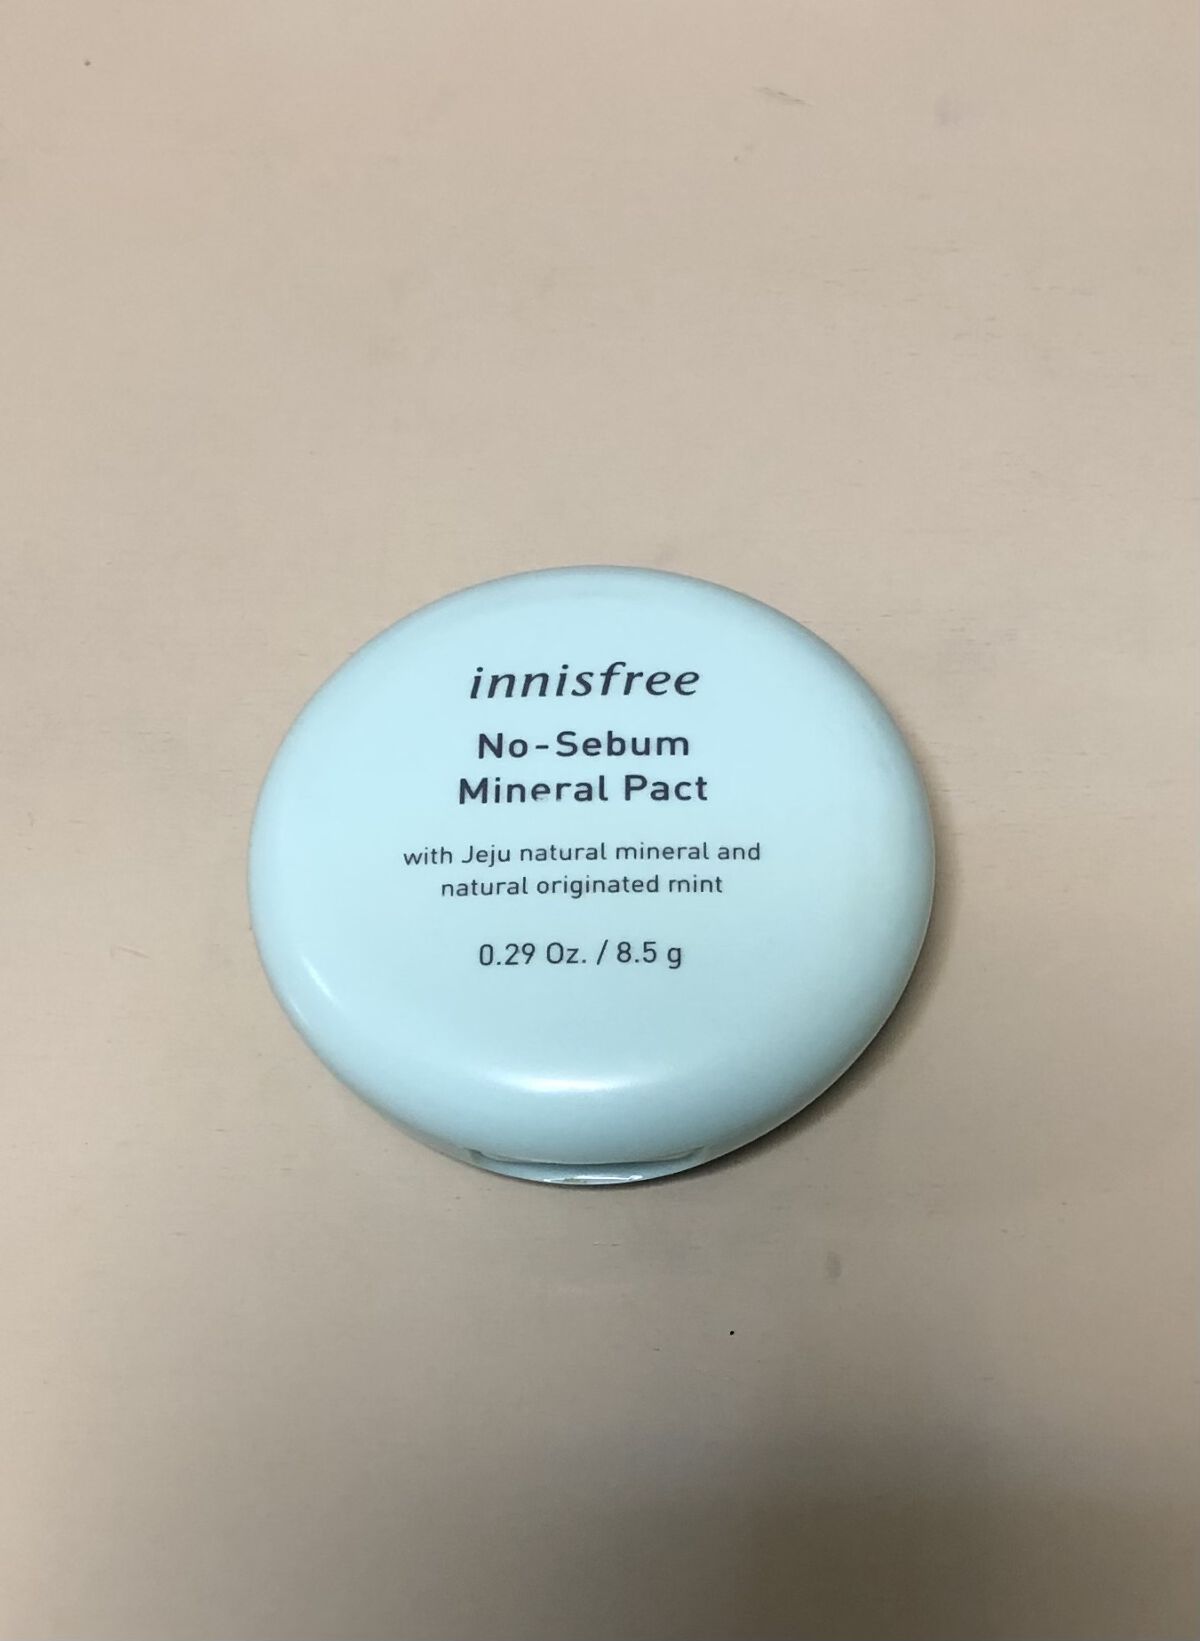 innisfree
No-Sebum
Mineral Pact
with Jeju natural mineral and
natural originated mint
0.29 Oz. / 8.5 g